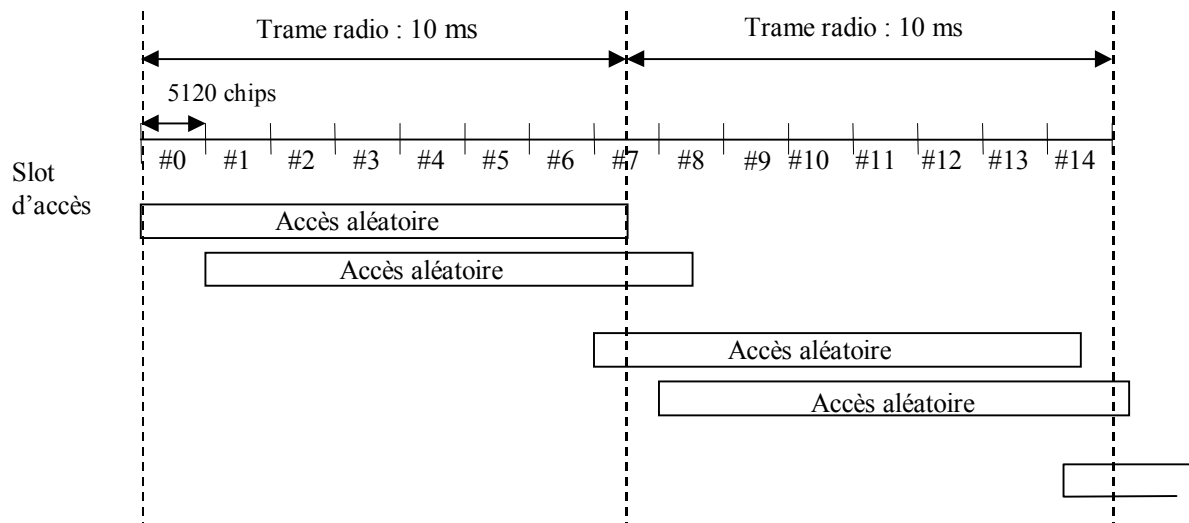 Trame radio : 10 ms
Trame radio : 10 ms
5120 chips
#0 #1 #2 #3 #4 #5 #6 #7 #8 #9 #10 #11 #12 #13 #14
Slot
d'accès
Accès aléatoire
Accès aléatoire
Accès aléatoire
Accès aléatoire